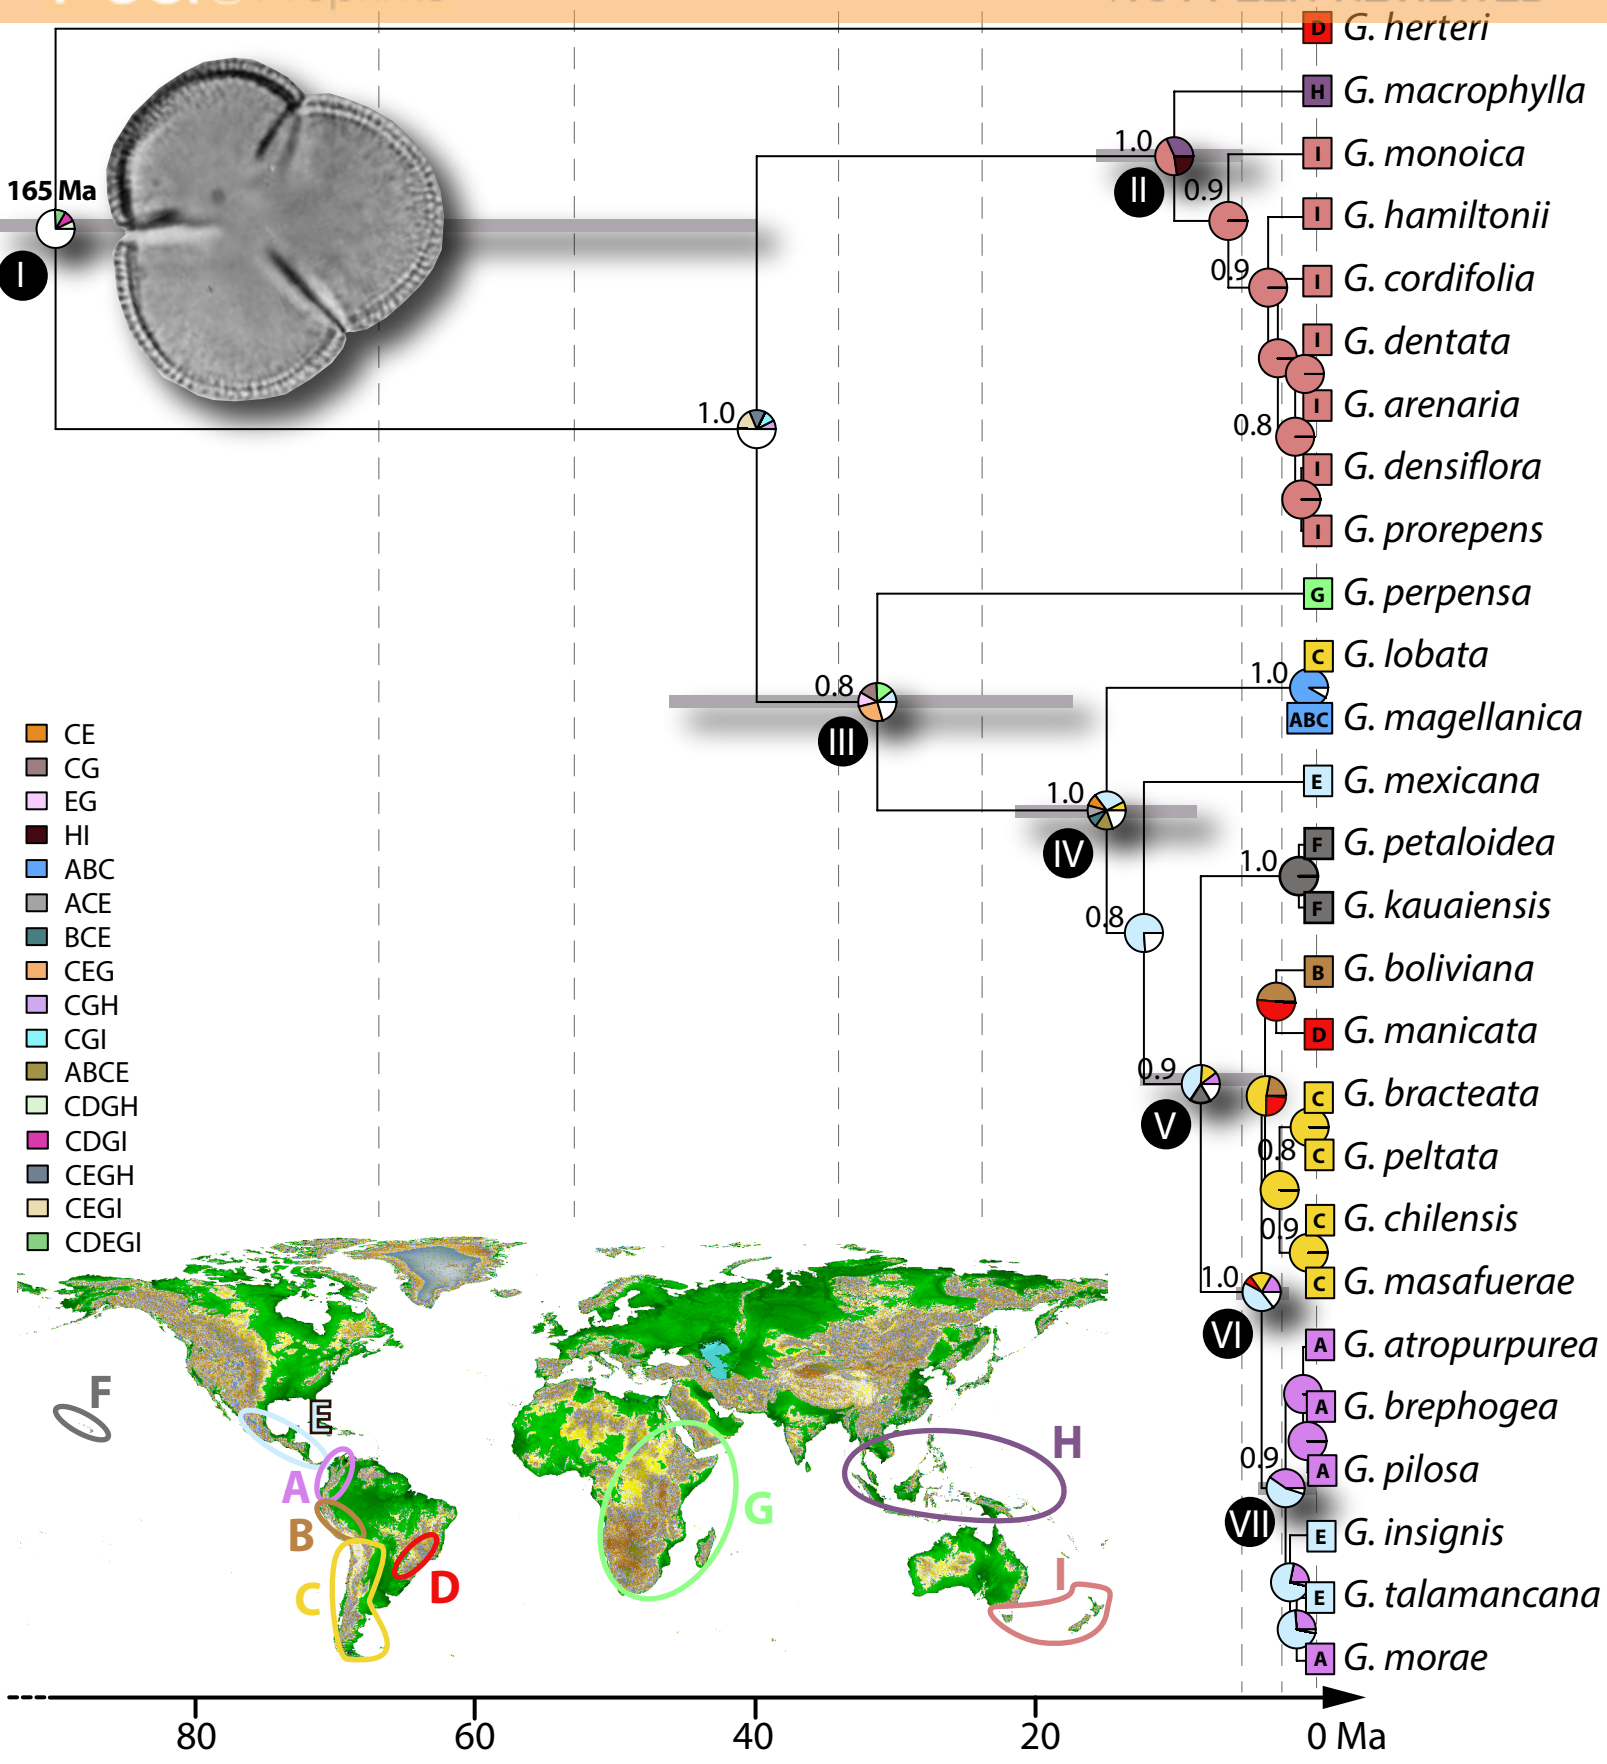 D G. herteri
H G. macrophylla
1.0
I G. monoica
II 0.9
165 Ma
I G. hamiltonii
I
0.9 I G. cordifolia
I G. dentata
I G. arenaria
1.0 0.8
I G. densiflora
I G. prorepens
G G. perpensa
C G. lobata
1.0
0.8
ABC G. magellanica
III
E G. mexicana
1.0
F G. petaloidea
IV 1.0
F G. kauaiensis
0.8
B G. boliviana
D G. manicata
0.9
C G. bracteata
V
0.8 C G. peltata
C G. chilensis
0.9
1.0 C G. masafuerae
VI
A G. atropurpurea
A G. brephogea
0.9 A G. pilosa
VII
E G. insignis
E G. talamancana
A G. morae
CE
CG
EG
HI
ABC
ACE
BCE
CEG
CGH
CGI
ABCE
CDGH
CDGI
CEGH
CEGI
CDEGI
F
E
A
B
C
D
G
H
I
80 60 40 20 0 Ma